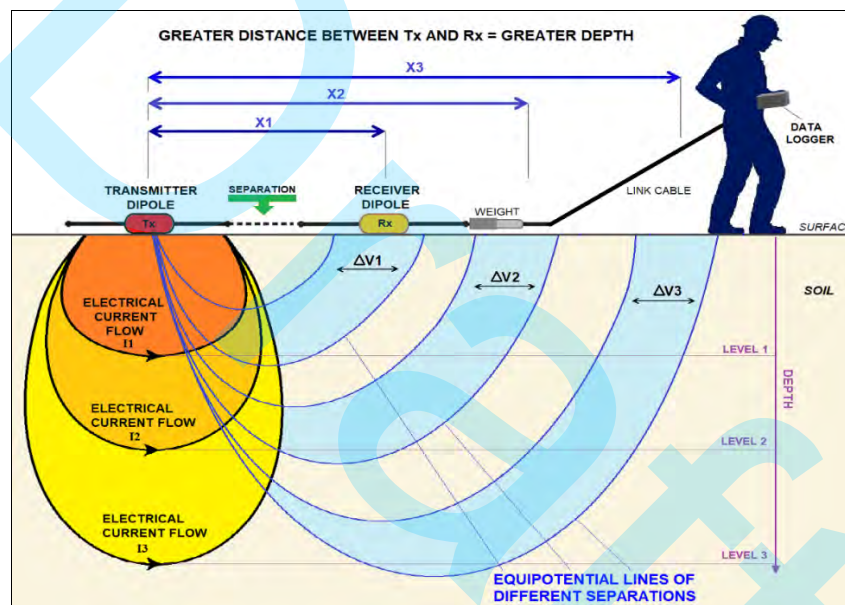 GREATER DISTANCE BETWEEN Tx AND Rx = GREATER DEPTH
X3
X2
X1
DATA
LOGGER
TRANSMITTER
DIPOLE
SEPARATION
RECEIVER
DIPOLE
LINK CABLE
WEIGHT
Tx
Rx
SURFAC
SOIL
ΔV1
ΔV2
ΔV3
ELECTRICAL
CURRENT
FLOW
I1
LEVEL 1
DEPTH
ELECTRICAL
CURRENT FLOW
I2
LEVEL 2
ELECTRICAL
CURRENT FLOW
I3
LEVEL 3
EQUIPOTENTIAL LINES OF
DIFFERENT SEPARATIONS